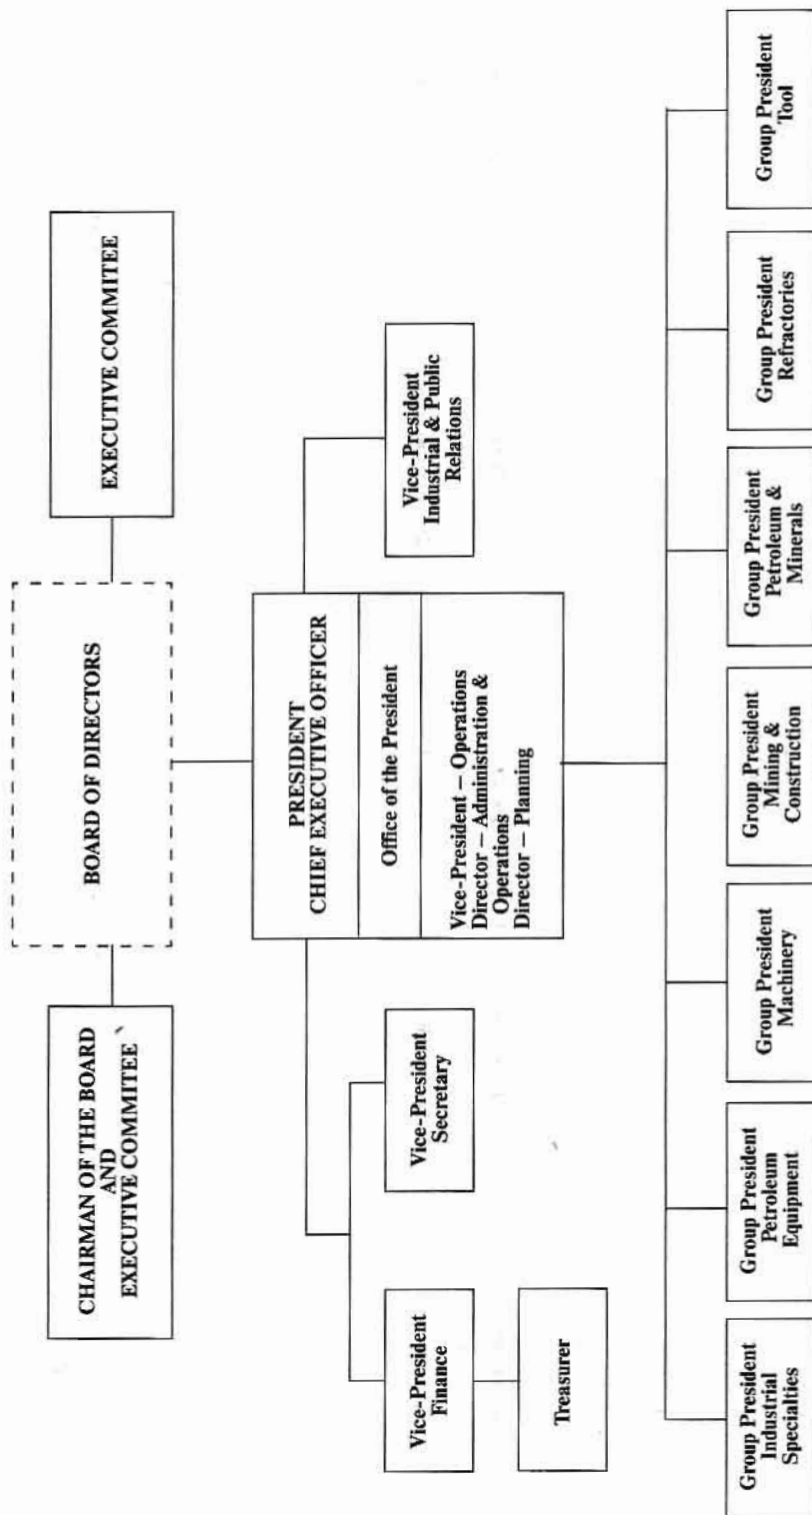 CHAIRMAN OF THE BOARD
AND
EXECUTIVE COMMITEE
BOARD OF DIRECTORS
EXECUTIVE COMMITEE
PRESIDENT
CHIEF EXECUTIVE OFFICER
Office of the President
Vice-President — Operations
Director — Administration &
Operations
Director — Planning
Vice-President
Finance
Vice-President
Secretary
Vice-President
Industrial & Public
Relations
Treasurer
Group President
Industrial
Specialties
Group President
Petroleum
Equipment
Group President
Machinery
Group President
Mining &
Construction
Group President
Petroleum &
Minerals
Group President
Refractories
Group President
Tool